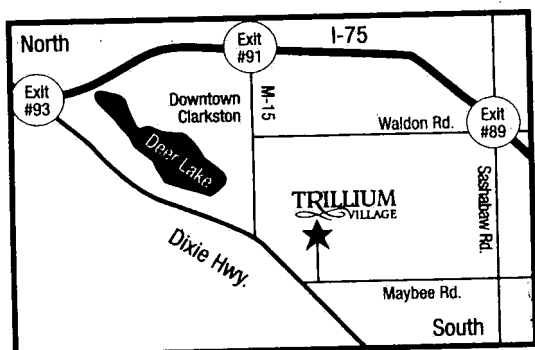 North
I-75
Exit
#91
Exit
#93
Downtown
Clarkston
M-15
Deer Lake
Waldon Rd.
Exit
#89
Sashabaw Rd.
TRILLIUM
VILLAGE
Dixie Hwy.
Maybee Rd.
South